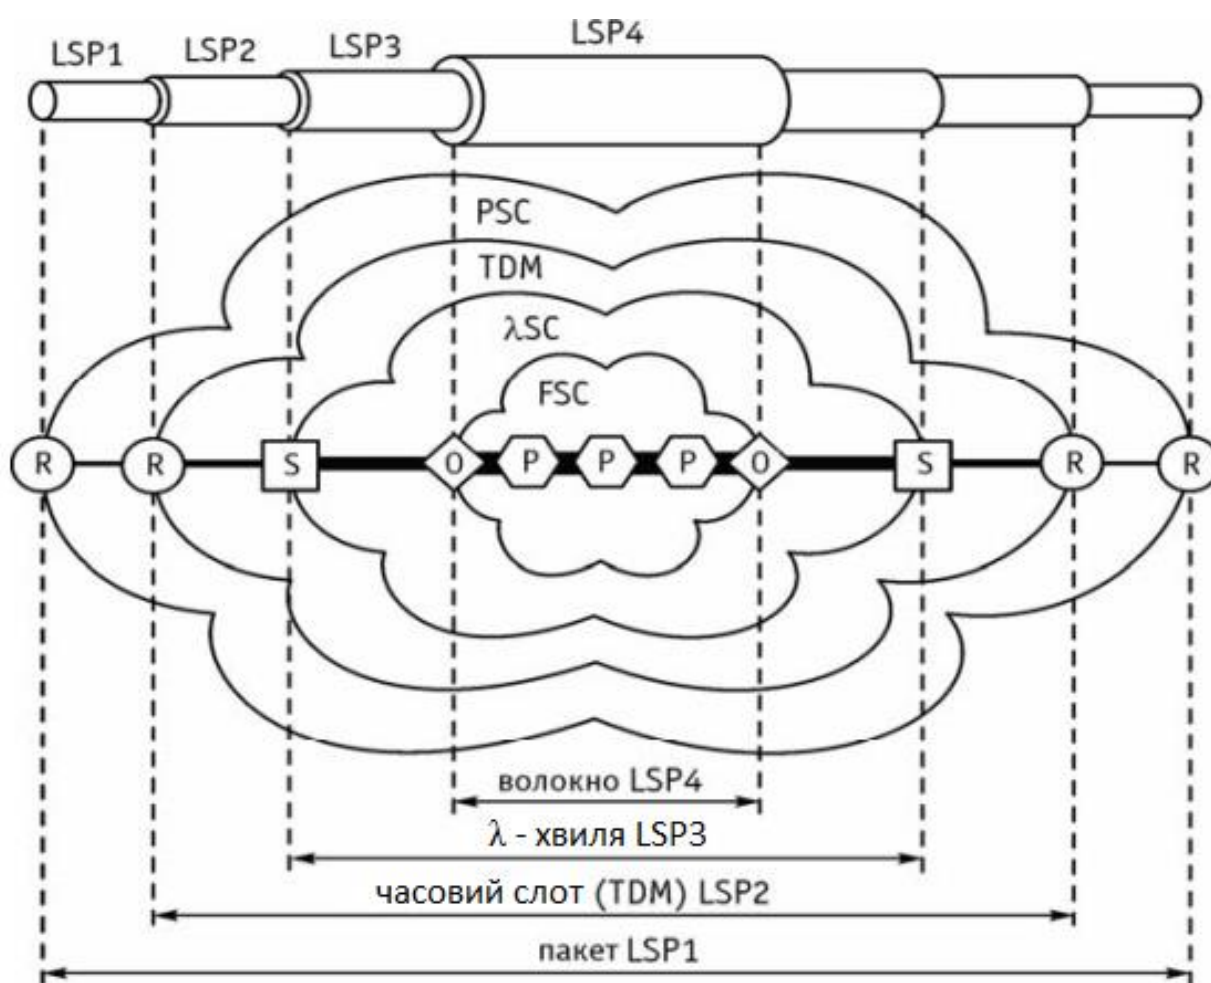 LSP1 LSP2 LSP3 LSP4
PSC
TDM
λSC
FSC
R R S O P P P O S R R
волокно LSP4
λ - хвиля LSP3
часовий слот (TDM) LSP2
пакет LSP1